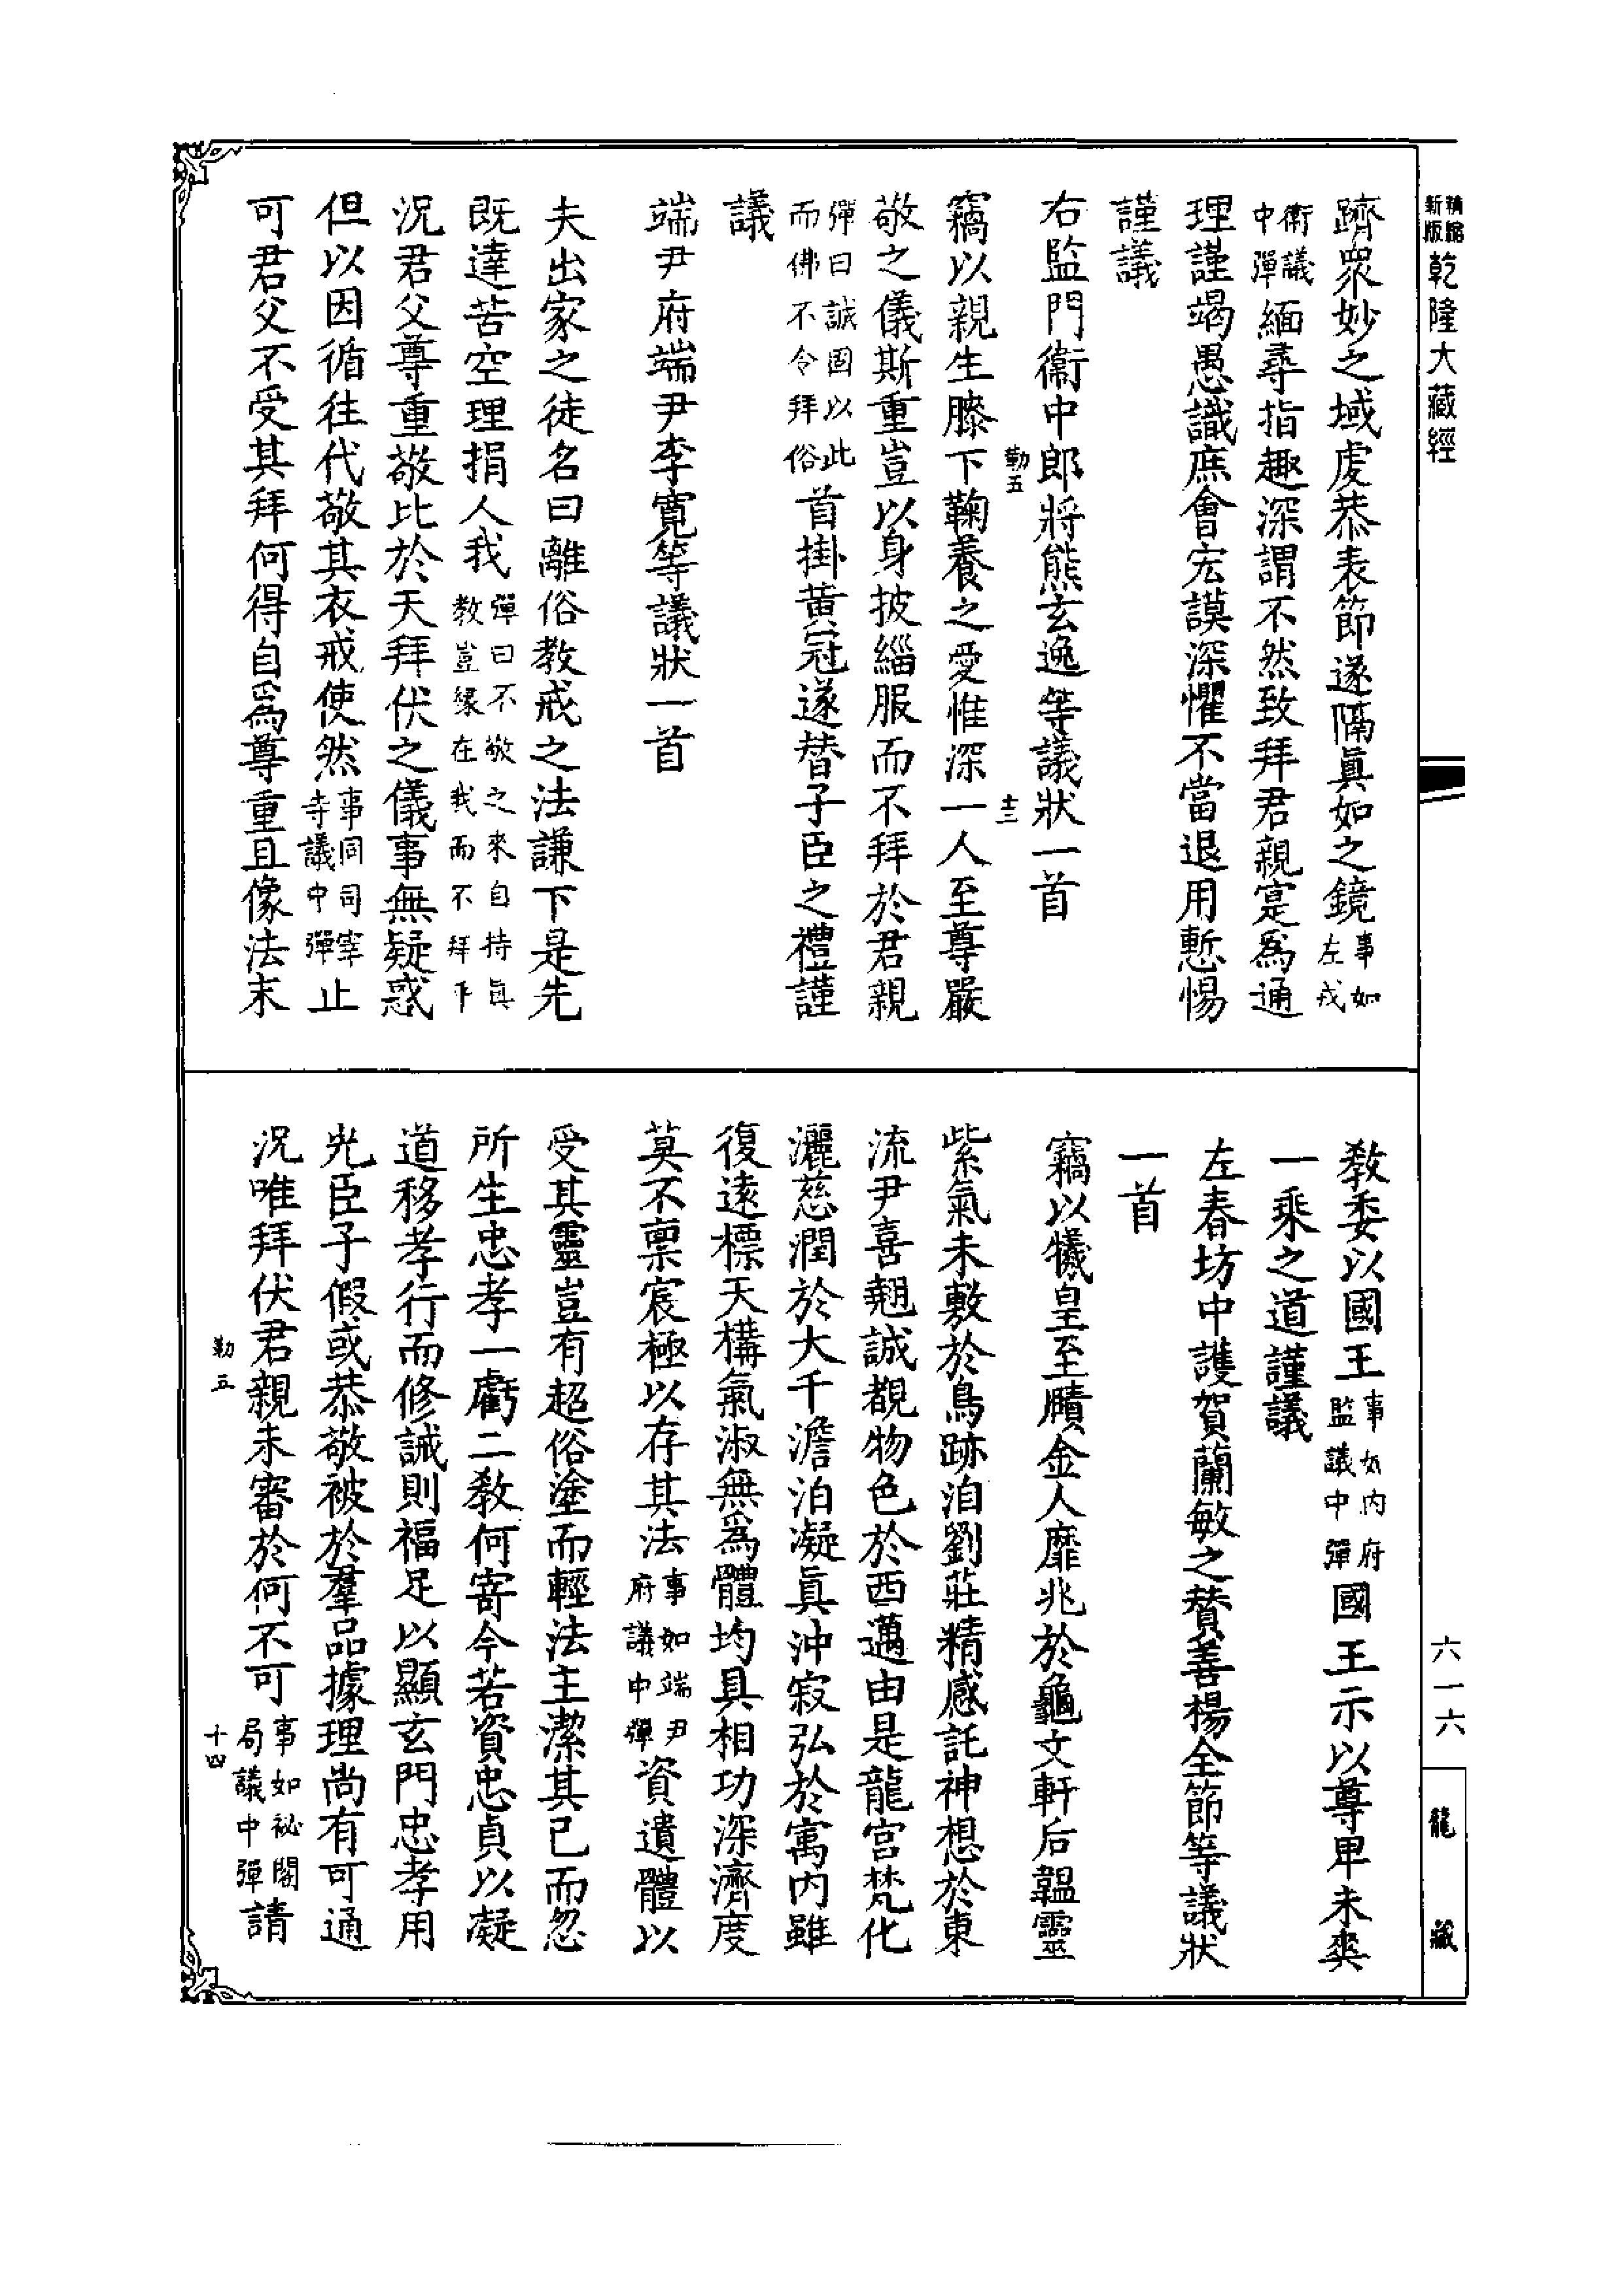 精縮
新版
乾隆大藏經
躋眾妙之域虔恭表節遂隔眞如之鏡事如左戎
衛議中彈緬尋指趣深謂不然致拜君親寔為通
理謹竭愚識庶會宏謨深懼不當退用慙惕
謹議
右監門衞中郎將熊玄逸等議狀一首
勤五
十三
竊以親生膝下鞠養之愛惟深一人至尊嚴
敬之儀斯重豈以身披緇服而不拜於君親
彈曰誠固以此而佛不令拜俗首掛黃冠遂替子臣之禮謹
議
端尹府端尹李寛等議狀一首
夫出家之徒名曰離俗教戒之法謙下是先
既達苦空理捐人我彈曰不敬之來自持眞教豈緣在我而不拜乎
況君父尊重敬比於天拜伏之儀事無疑惑
但以因循往代敬其衣戒使然事同司宰寺議中彈止
可君父不受其拜何得自為尊重且像法末
教委以國王事如内府監議中彈國王示以尊卑未爽
一乘之道謹議
左春坊中護賀蘭敏之贊善楊全節等議狀
一首
竊以犧皇至賾金人靡兆於龜文軒后韞靈
紫氣未敷於鳥跡洎劉莊精感託神想於東
流尹喜翹誠覩物色於西邁由是龍宮梵化
灑慈潤於大千澹泊凝眞沖寂弘於寓内雖
復逺標天構氣淑無為體均具相功深濟度
莫不稟宸極以存其法事如端尹府議中彈資遺體以
受其靈豈有超俗塗而輕法主潔其已而忽
所生忠孝一虧二教何寄今若資忠貞以凝
道移孝行而修誡則福足以顯玄門忠孝用
光臣子假或恭敬被於羣品據理尚有可通
況唯拜伏君親未審於何不可事如祕閣局議中彈請
勤五
十四
六一六
龍藏